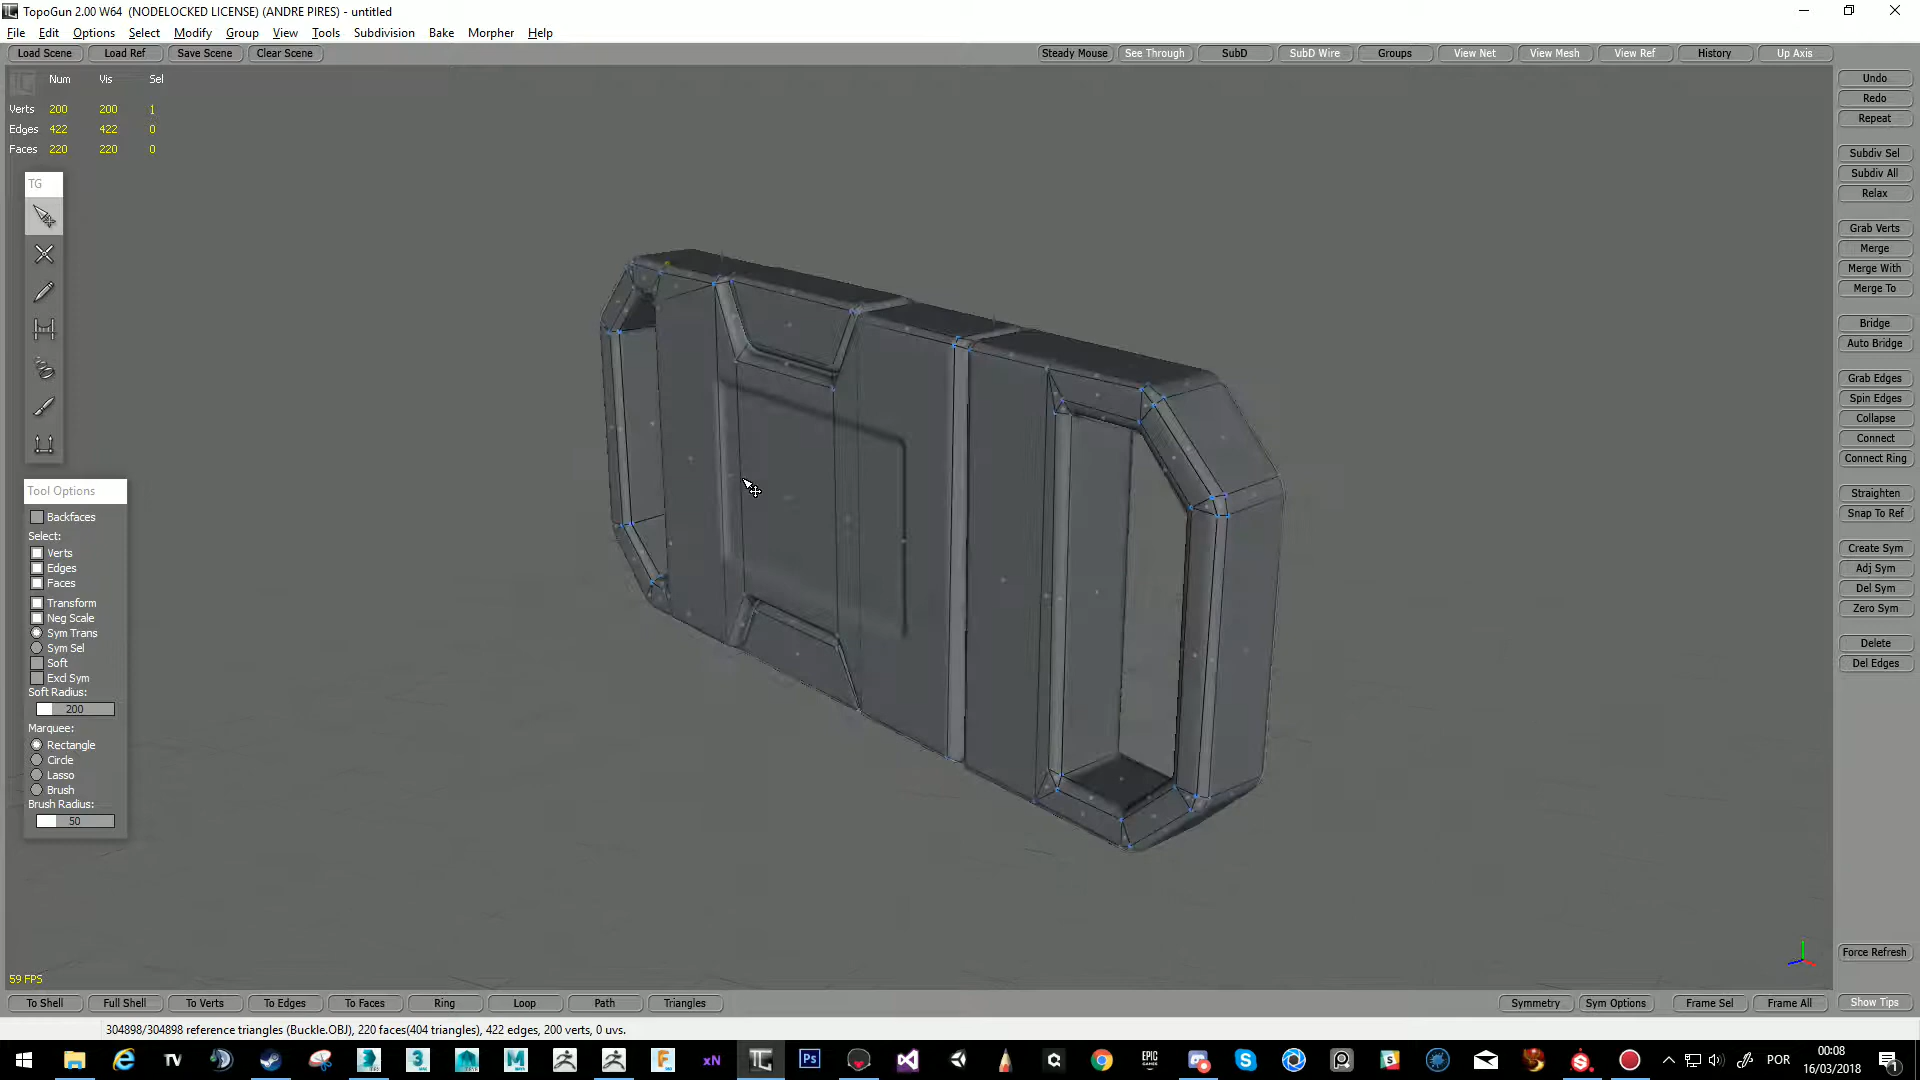 TopoGun 2.00 W64  (NODELOCKED LICENSE) (ANDRE PIRES) - untitled
File Edit Options Select Modify Group View Tools Subdivision Bake Morpher Help
Load Scene Load Ref Save Scene Clear Scene Steady Mouse See Through SubD SubD Wire Groups View Net View Mesh View Ref History Up Axis
Num Vis Sel
Verts 200 200 1
Edges 422 422 0
Faces 220 220 0
TG
Tool Options
Backfaces
Select:
Verts
Edges
Faces
Transform
Neg Scale
Sym Trans
Sym Sel
Soft
Excl Sym
Soft Radius:
200
Marquee:
Rectangle
Circle
Lasso
Brush
Brush Radius:
50
Undo
Redo
Repeat
Subdiv Sel
Subdiv All
Relax
Grab Verts
Merge
Merge With
Merge To
Bridge
Auto Bridge
Grab Edges
Spin Edges
Collapse
Connect
Connect Ring
Straighten
Snap To Ref
Create Sym
Adj Sym
Del Sym
Zero Sym
Delete
Del Edges
Force Refresh
59 FPS
To Shell Full Shell To Verts To Edges To Faces Ring Loop Path Triangles Symmetry Sym Options Frame Sel Frame All Show Tips
304898/304898 reference triangles (Buckle.OBJ), 220 faces(404 triangles), 422 edges, 200 verts, 0 uvs.
TV xN Ps EPIC GAMES POR
00:08
16/03/2018